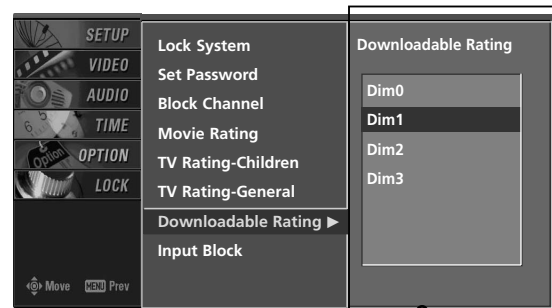 SETUP
VIDEO
AUDIO
TIME
OPTION
LOCK
Move MENU Prev
Lock System
Set Password
Block Channel
Movie Rating
TV Rating-Children
TV Rating-General
Downloadable Rating ►
Input Block
Downloadable Rating
Dim0
Dim1
Dim2
Dim3